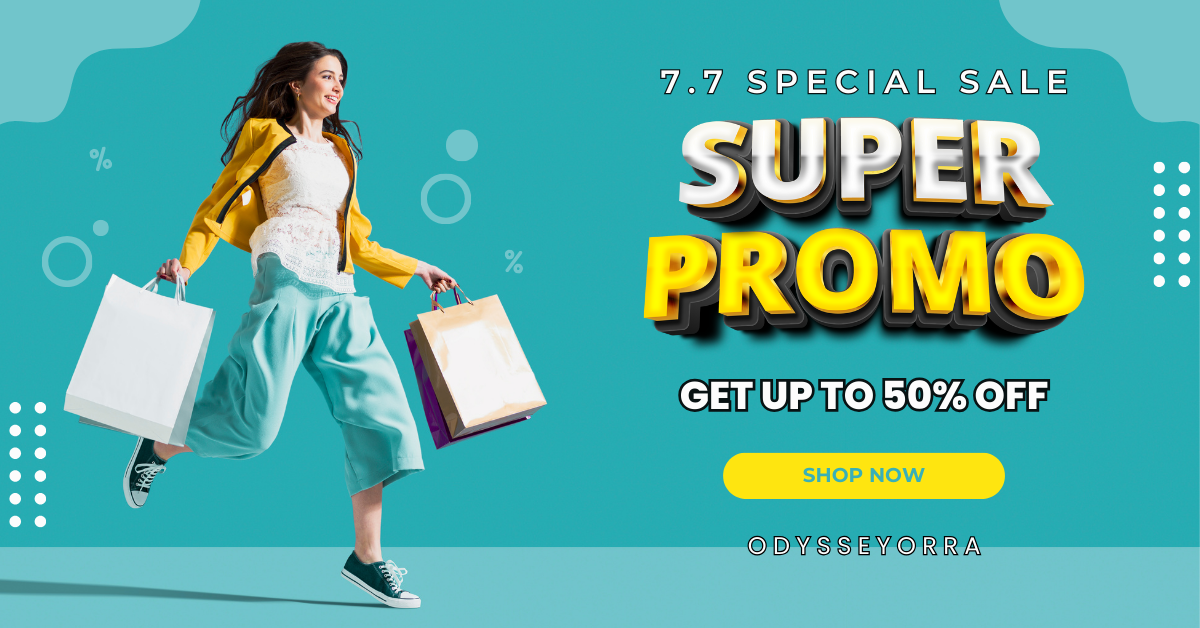 7.7 SPECIAL SALE
SUPER
PROMO
GET UP TO 50% OFF
SHOP NOW
ODYSSEYORRA
%
%